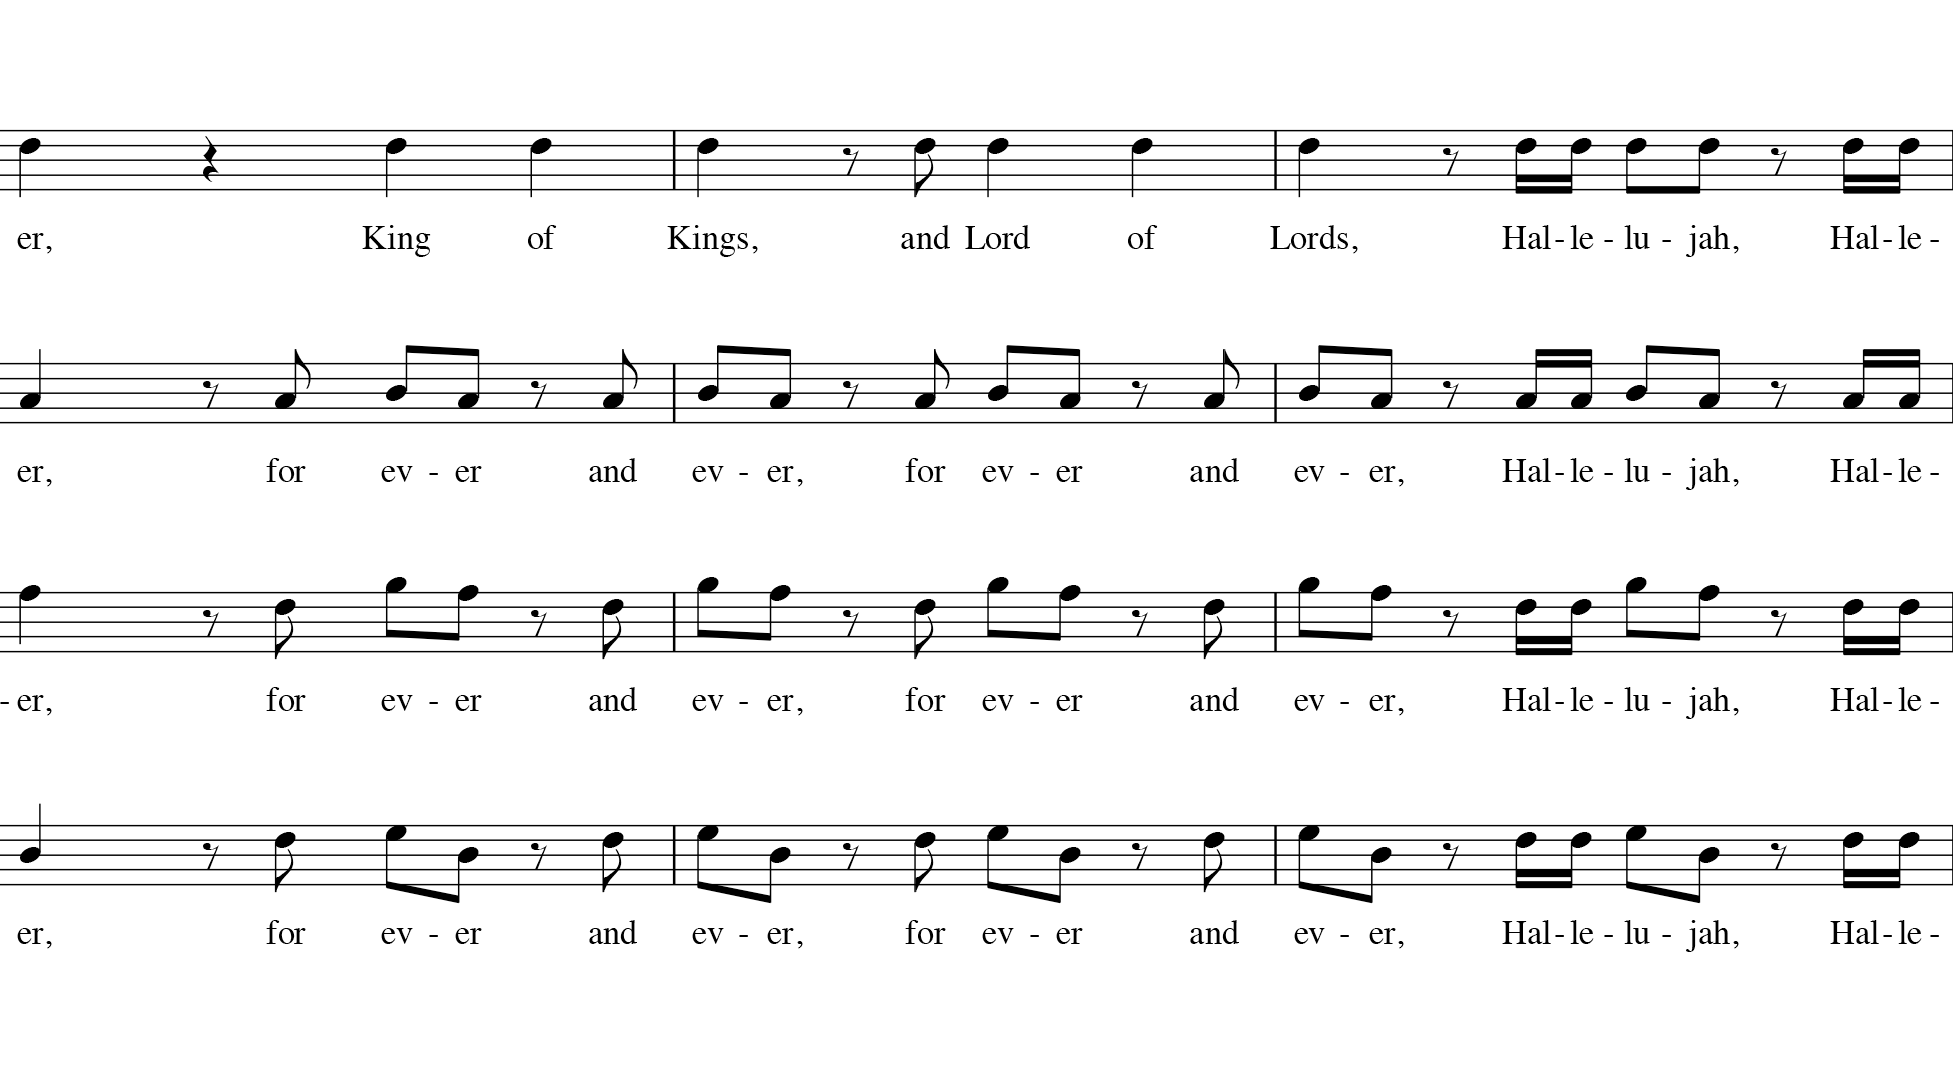 er, King of Kings, and Lord of Lords, Hal-le - lu - jah, Hal-le -
er, for ev - er and ev - er, for ev - er and ev - er, Hal-le - lu - jah, Hal-le -
- er, for ev - er and ev - er, for ev - er and ev - er, Hal-le - lu - jah, Hal-le -
er, for ev - er and ev - er, for ev - er and ev - er, Hal-le - lu - jah, Hal-le -